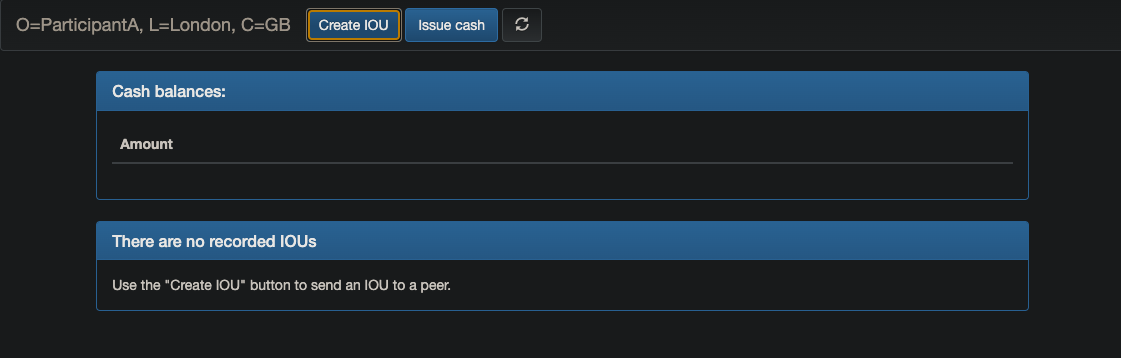 O=ParticipantA, L=London, C=GB Create IOU Issue cash
Cash balances:
Amount
There are no recorded IOUs
Use the "Create IOU" button to send an IOU to a peer.